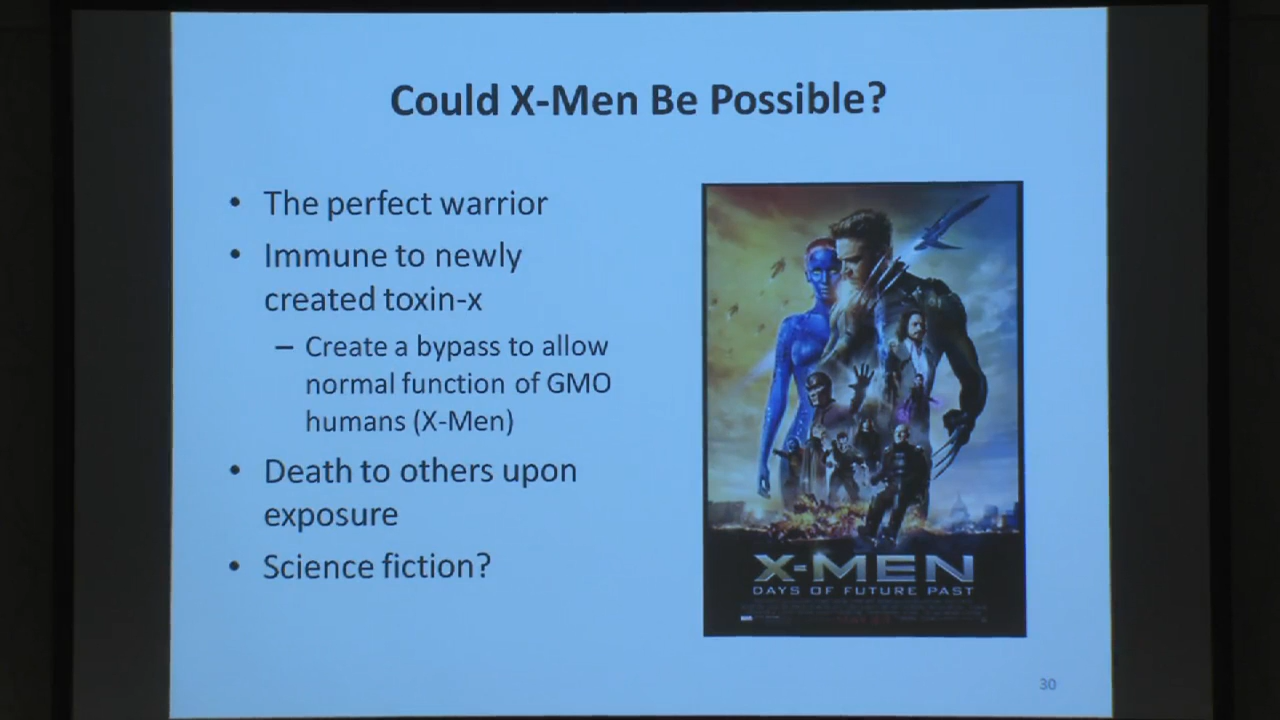 Could X-Men Be Possible?
• The perfect warrior
• Immune to newly
created toxin-x
– Create a bypass to allow
normal function of GMO
humans (X-Men)
• Death to others upon
exposure
• Science fiction?
X-MEN
DAYS OF FUTURE PAST
30